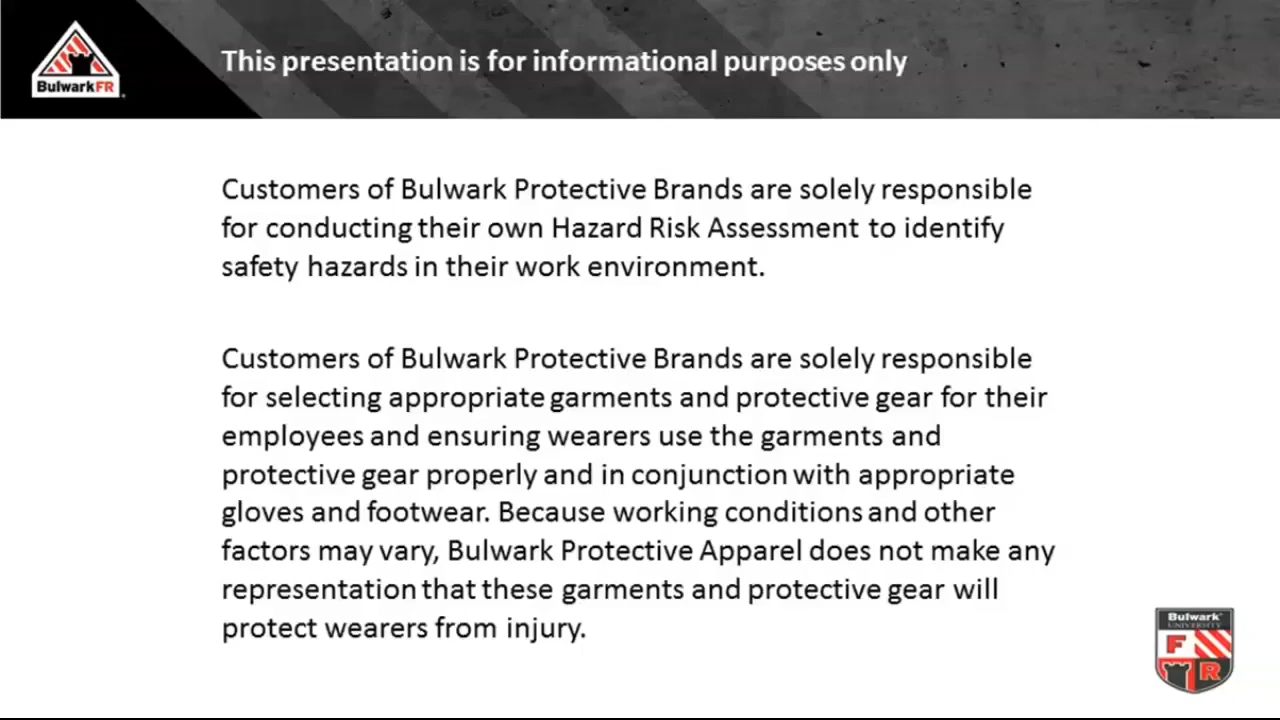 BulwarkFR
This presentation is for informational purposes only
Customers of Bulwark Protective Brands are solely responsible
for conducting their own Hazard Risk Assessment to identify
safety hazards in their work environment.
Customers of Bulwark Protective Brands are solely responsible
for selecting appropriate garments and protective gear for their
employees and ensuring wearers use the garments and
protective gear properly and in conjunction with appropriate
gloves and footwear. Because working conditions and other
factors may vary, Bulwark Protective Apparel does not make any
representation that these garments and protective gear will
protect wearers from injury.
Bulwark
UNIVERSITY
F
R